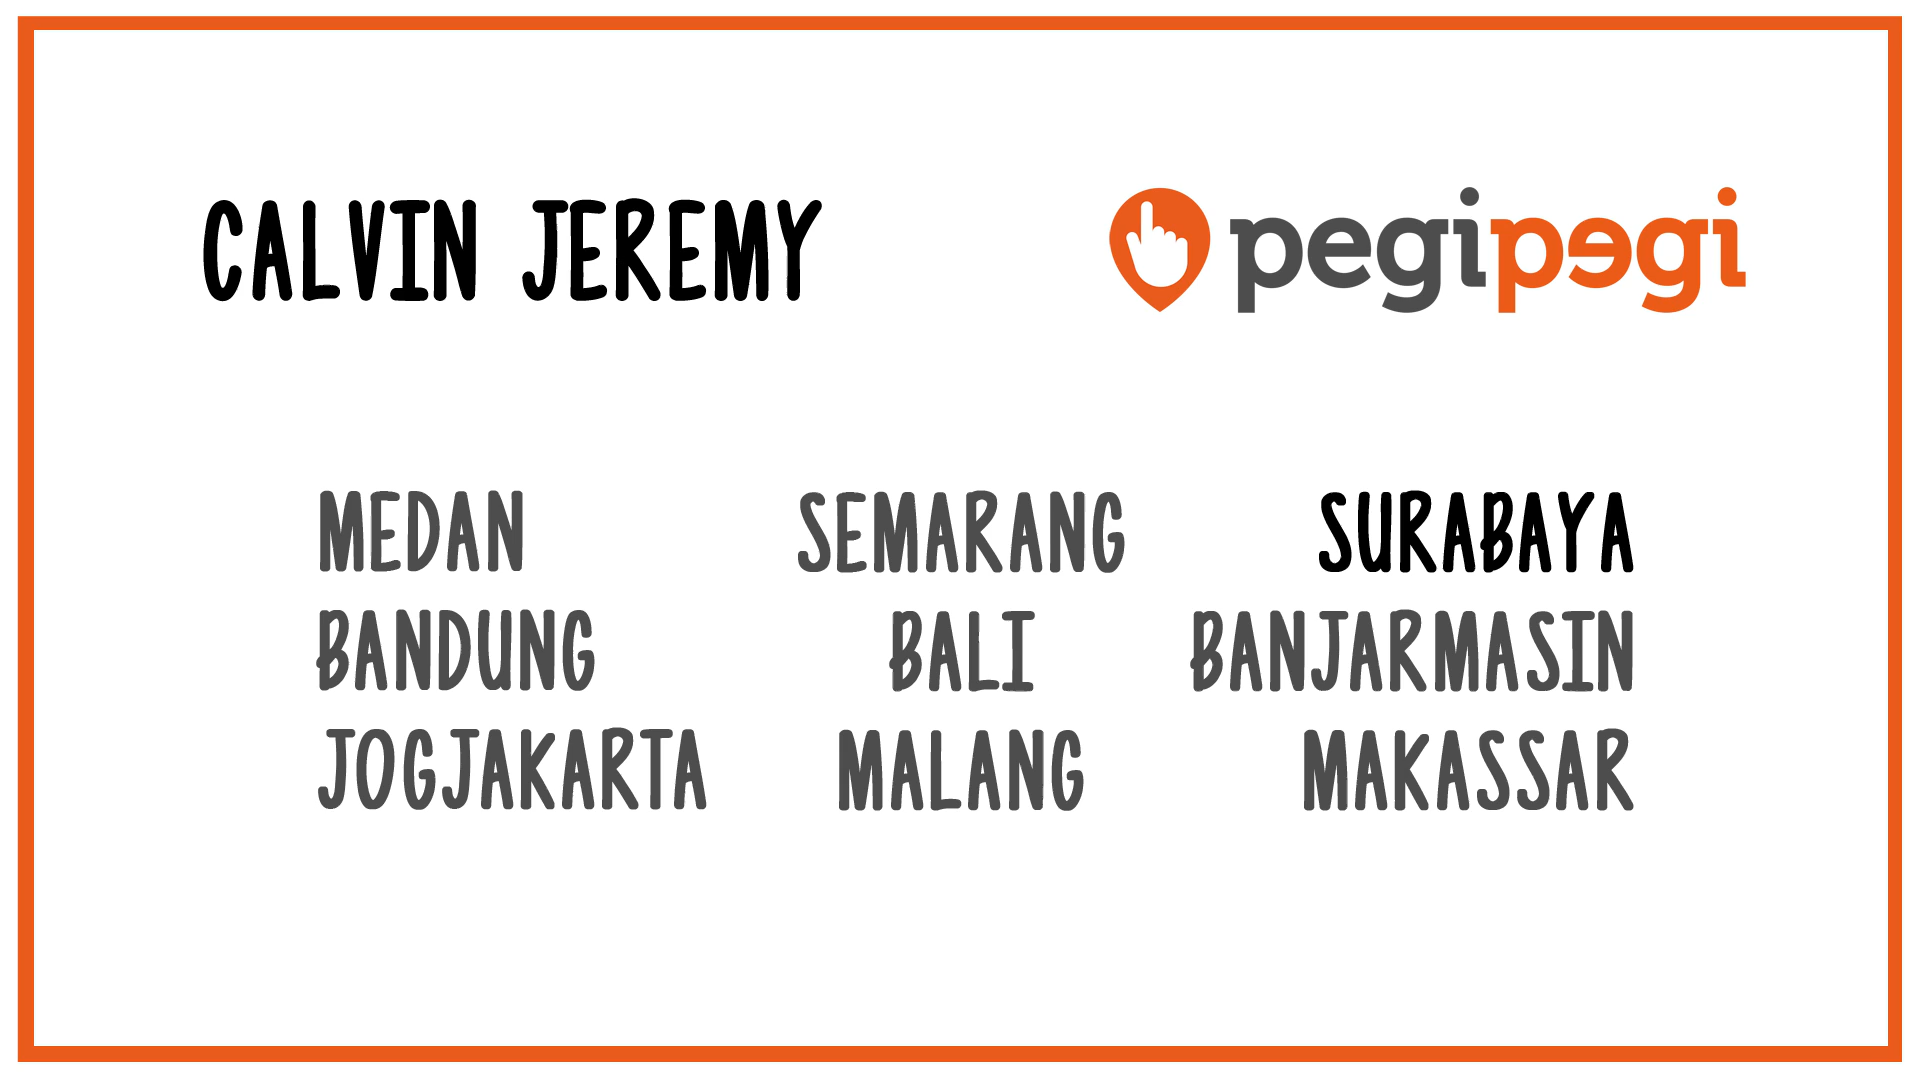 CALVIN JEREMY
pegipegi
MEDAN SEMARANG SURABAYA
BANDUNG BALI BANJARMASIN
JOGJAKARTA MALANG MAKASSAR